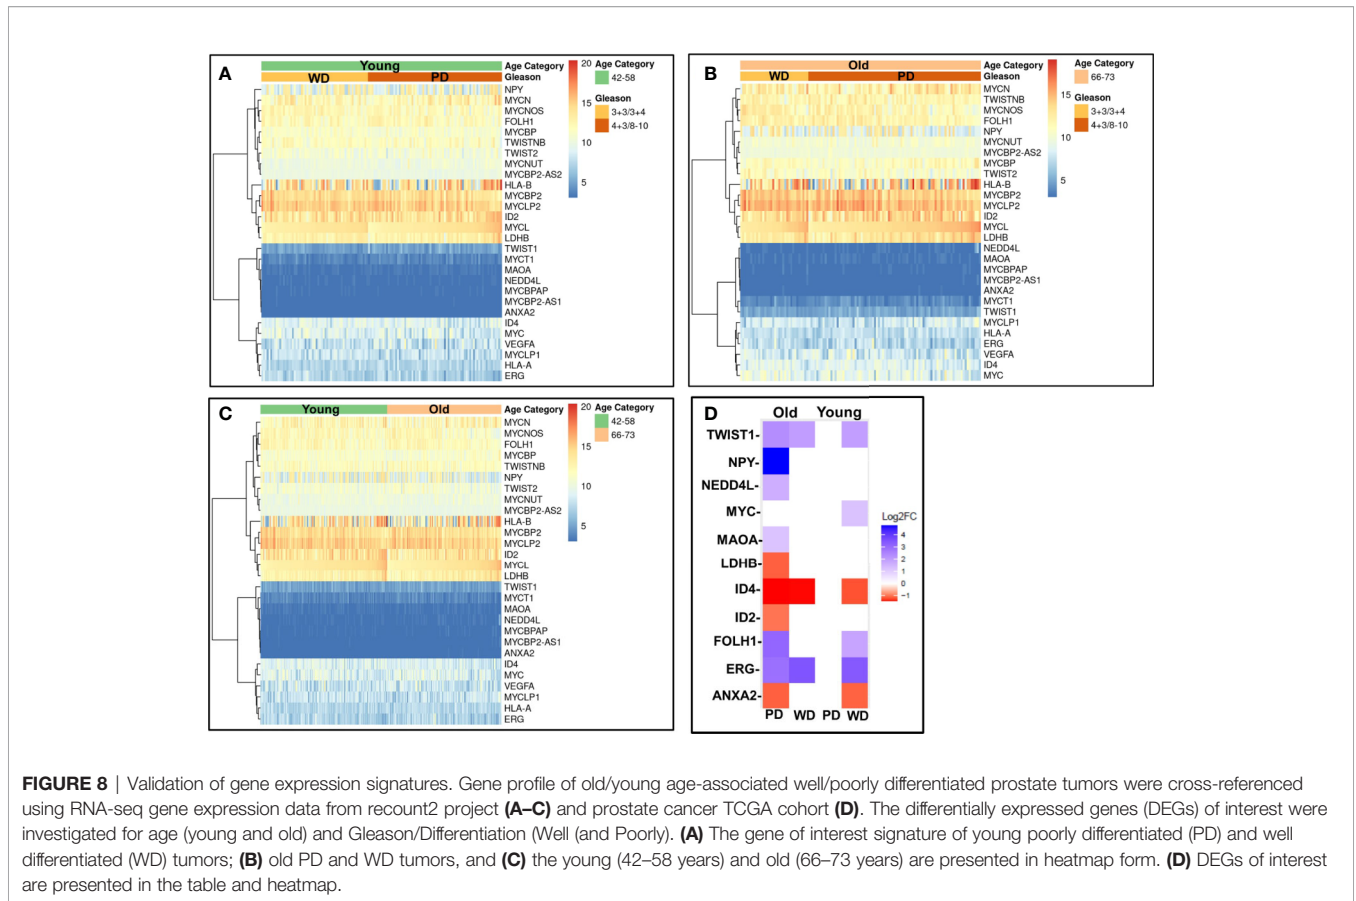 A
Young
WD PD
Age Category
Gleason
NPY
MYCN
MYCNOS
FOLH1
MYCBP
TWISTNB
TWIST2
MYCNUT
MYCBP2-AS2
HLA-B
MYCBP2
MYCLP2
ID2
MYCL
LDHB
TWIST1
MYCT1
MAOA
NEDD4L
MYCBPAP
MYCBP2-AS1
ANXA2
ID4
MYC
VEGFA
MYCLP1
HLA-A
ERG
20
15
10
5
Age Category
42-58
Gleason
3+3/3+4
4+3/8-10
B
Old
WD PD
Age Category
Gleason
MYCN
TWISTNB
MYCNOS
FOLH1
NPY
MYCNUT
MYCBP2-AS2
MYCBP
TWIST2
HLA-B
MYCBP2
MYCLP2
ID2
MYCL
LDHB
NEDD4L
MAOA
MYCBPAP
MYCBP2-AS1
ANXA2
MYCT1
TWIST1
MYCLP1
HLA-A
ERG
VEGFA
ID4
MYC
15
10
5
Age Category
66-73
Gleason
3+3/3+4
4+3/8-10
C
Young Old
Age Category
MYCN
MYCNOS
FOLH1
MYCBP
TWISTNB
NPY
TWIST2
MYCNUT
MYCBP2-AS2
HLA-B
MYCBP2
MYCLP2
ID2
MYCL
LDHB
TWIST1
MYCT1
MAOA
NEDD4L
MYCBPAP
MYCBP2-AS1
ANXA2
ID4
MYC
VEGFA
MYCLP1
HLA-A
ERG
20
15
10
5
Age Category
42-58
66-73
D
Old Young
TWIST1-
NPY-
NEDD4L-
MYC-
MAOA-
LDHB-
ID4-
ID2-
FOLH1-
ERG-
ANXA2-
PD WD PD WD
Log2FC
4
3
2
1
0
−1
FIGURE 8 | Validation of gene expression signatures. Gene profile of old/young age-associated well/poorly differentiated prostate tumors were cross-referenced
using RNA-seq gene expression data from recount2 project (A–C) and prostate cancer TCGA cohort (D). The differentially expressed genes (DEGs) of interest were
investigated for age (young and old) and Gleason/Differentiation (Well (and Poorly). (A) The gene of interest signature of young poorly differentiated (PD) and well
differentiated (WD) tumors; (B) old PD and WD tumors, and (C) the young (42–58 years) and old (66–73 years) are presented in heatmap form. (D) DEGs of interest
are presented in the table and heatmap.